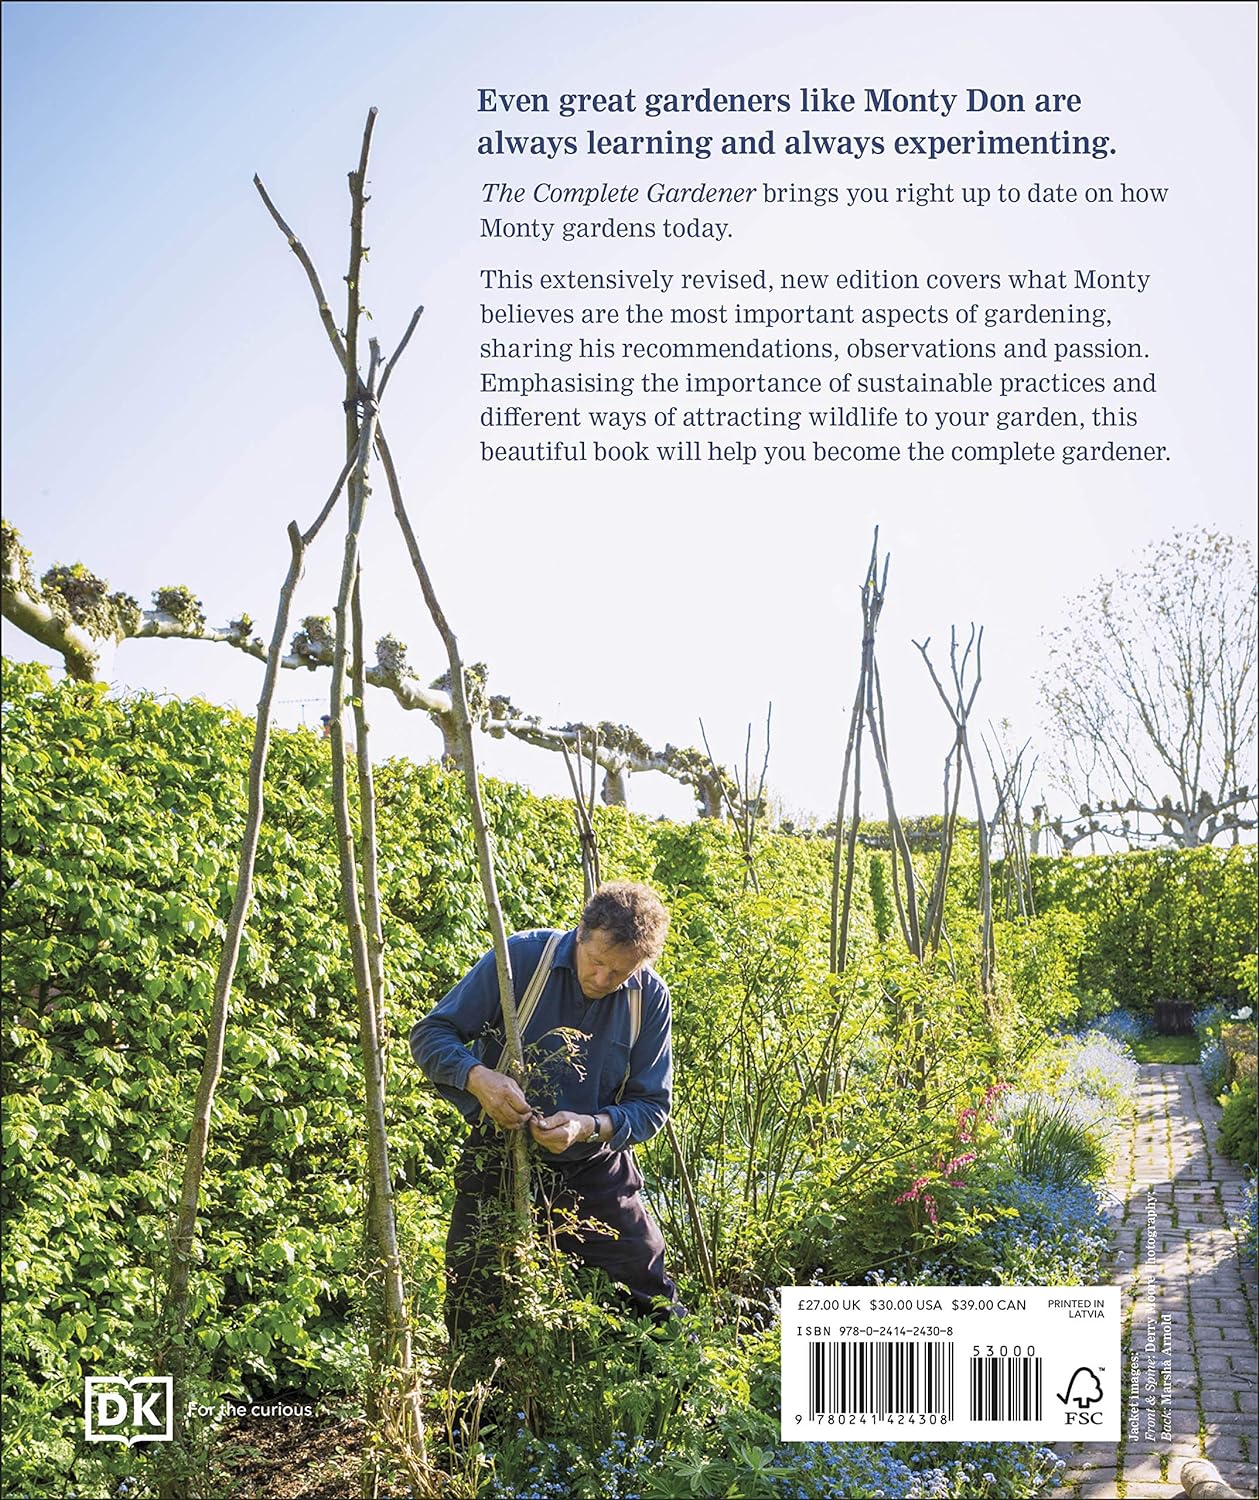 Even great gardeners like Monty Don are
always learning and always experimenting.
The Complete Gardener brings you right up to date on how
Monty gardens today.
This extensively revised, new edition covers what Monty
believes are the most important aspects of gardening,
sharing his recommendations, observations and passion.
Emphasising the importance of sustainable practices and
different ways of attracting wildlife to your garden, this
beautiful book will help you become the complete gardener.
£27.00 UK $30.00 USA $39.00 CAN
PRINTED IN
LATVIA
ISBN 978-0-2414-2430-8
53000
9 780241 424308
FSC™
DK
For the curious
Jacket images:
Front & Spine: Derry Moore Photography;
Back: Marsha Arnold